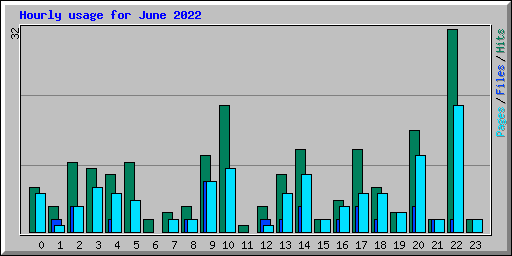 Hourly usage for June 2022
32
Pages/Files/Hits
0 1 2 3 4 5 6 7 8 9 10 11 12 13 14 15 16 17 18 19 20 21 22 23